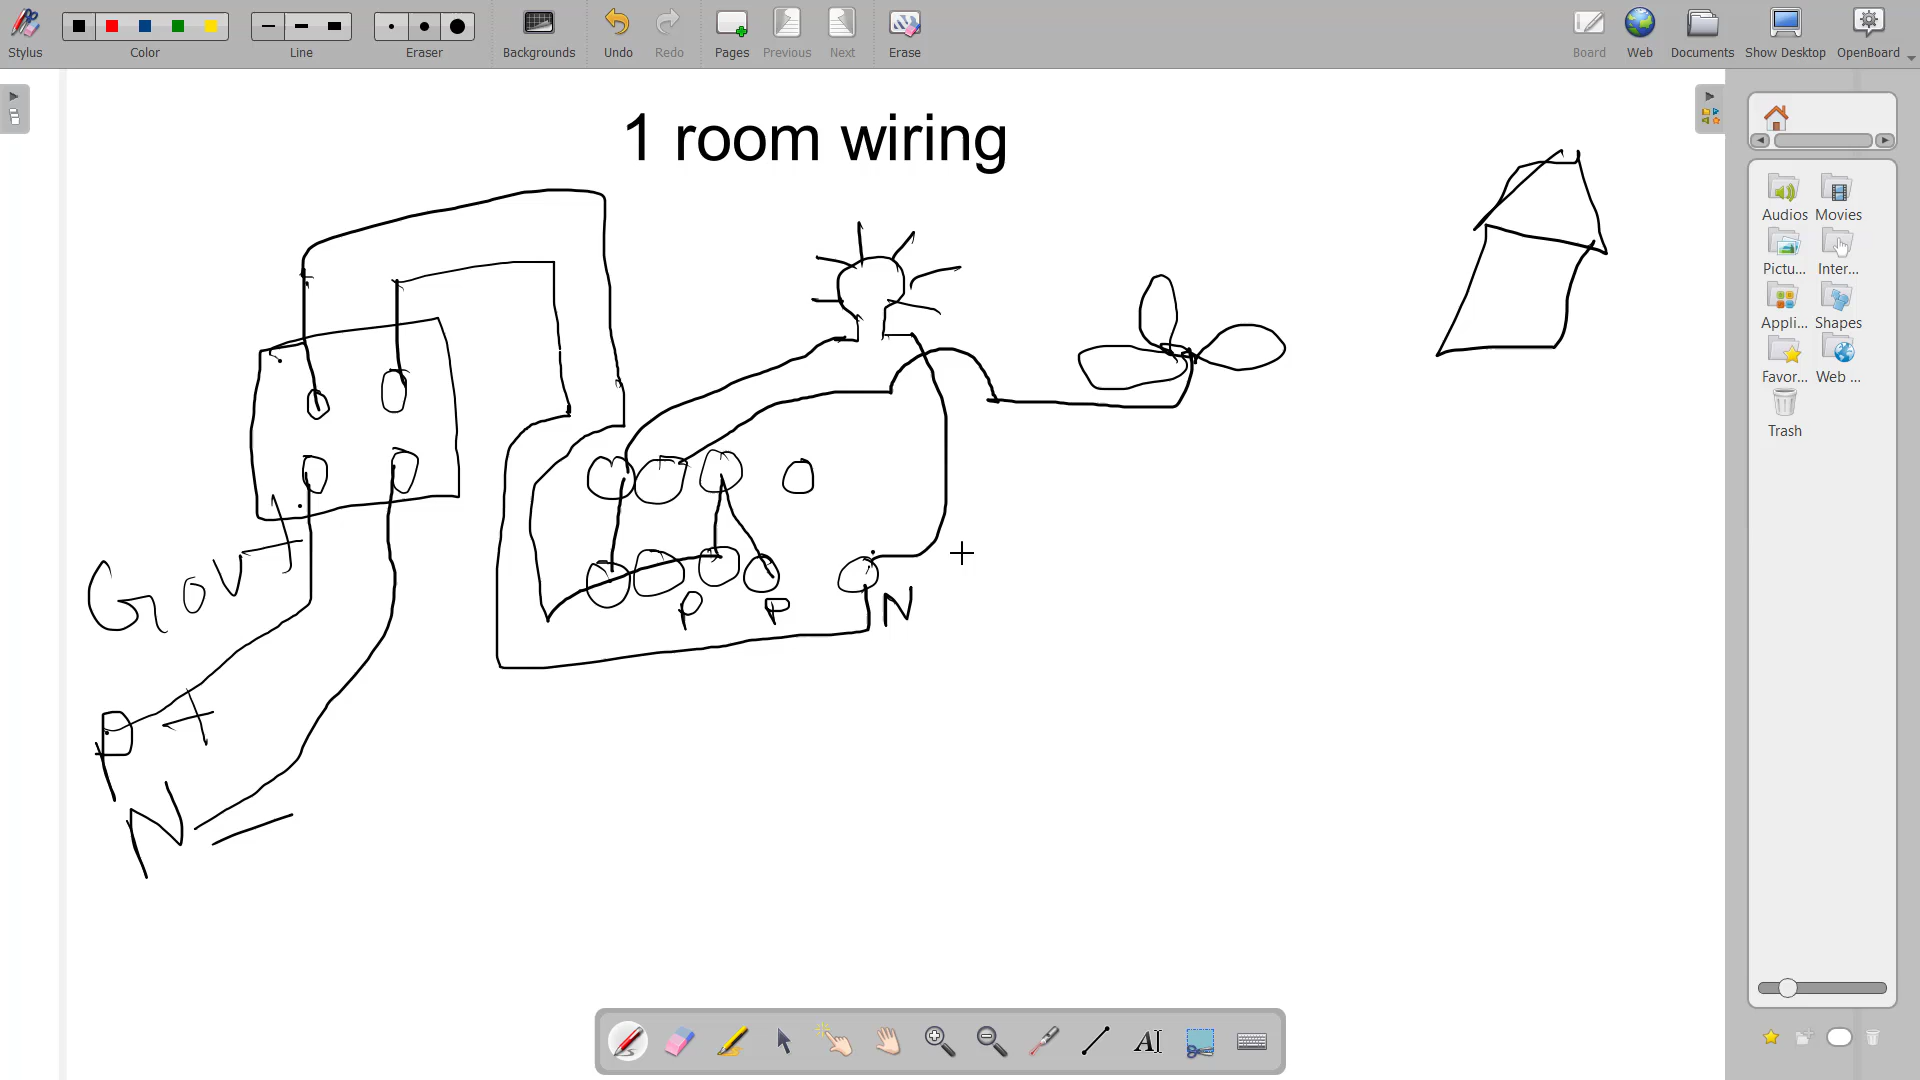 Stylus
Color
Line
Eraser
Backgrounds
Undo
Redo
Pages
Previous
Next
Erase
Board
Web
Documents
Show Desktop
OpenBoard
1 room wiring
Audios
Movies
Pictu...
Inter...
Appli...
Shapes
Favor...
Web ...
Trash
Govt
P +
N —
P
P
N